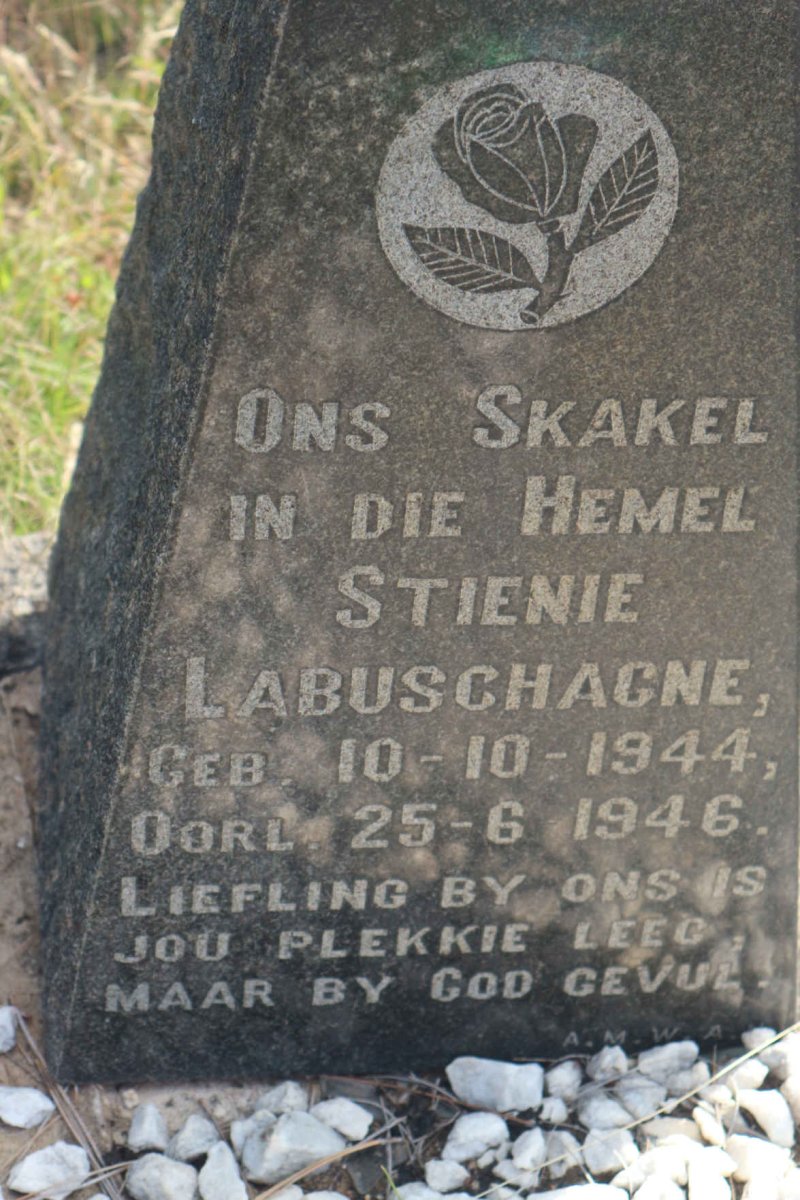 ONS SKAKEL
IN DIE HEMEL
STIENIE
LABUSCHAGNE,
GEB. 10-10-1944,
OORL. 25-6 1946.
LIEFLING BY ONS IS
JOU PLEKKIE LEEG,
MAAR BY GOD GEVUL.
A.M.W.A.